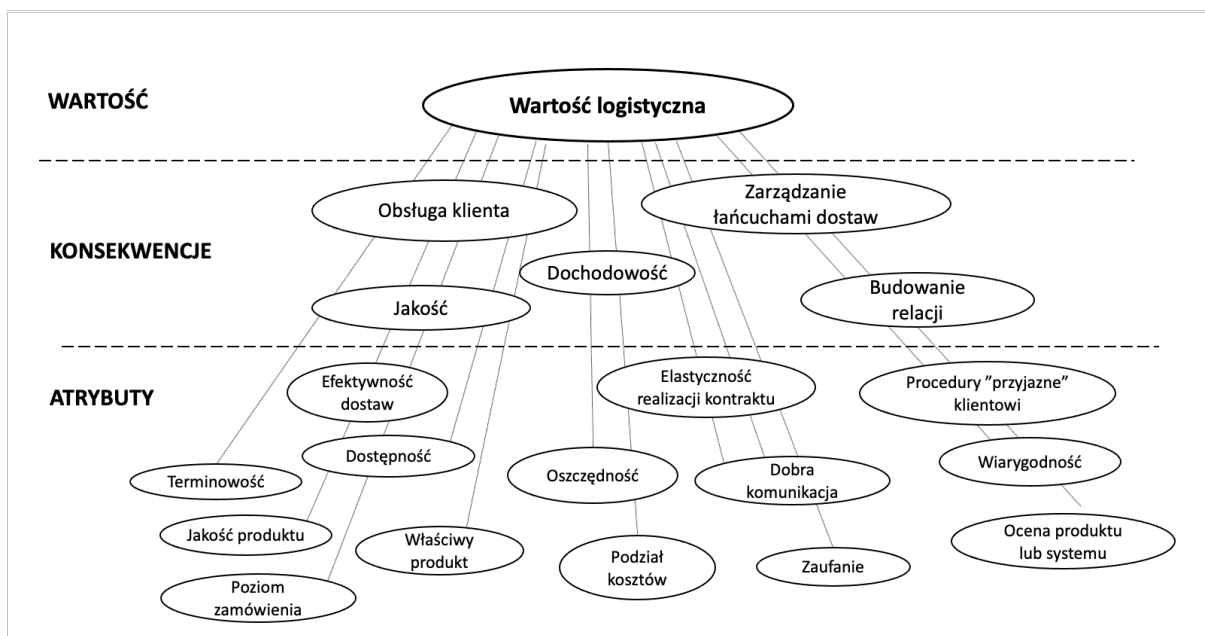 WARTOŚĆ
Wartość logistyczna
KONSEKWENCJE
Obsługa klienta
Zarządzanie
łańcuchami dostaw
Dochodowość
Jakość
Budowanie
relacji
ATRYBUTY
Efektywność
dostaw
Elastyczność
realizacji kontraktu
Procedury ”przyjazne”
klientowi
Dostępność
Terminowość
Oszczędność
Dobra
komunikacja
Wiarygodność
Jakość produktu
Właściwy
produkt
Podział
kosztów
Zaufanie
Ocena produktu
lub systemu
Poziom
zamówienia